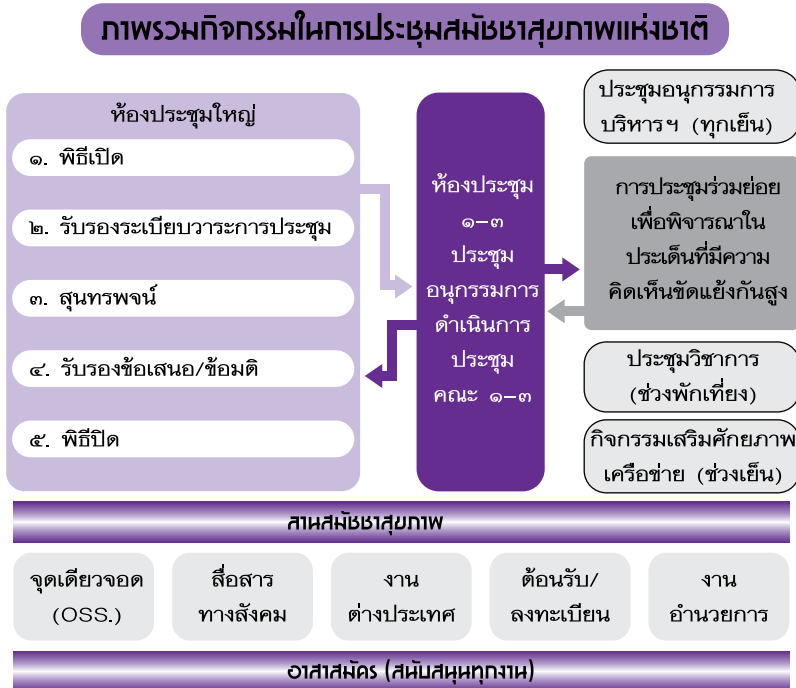 ภาพรวมกิจกรรมในการประชุมสมัชชาสุขภาพแห่งชาติ
ห้องประชุมใหญ่
๑. พิธีเปิด
๒. รับรองระเบียบวาระการประชุม
๓. สุนทรพจน์
๔. รับรองข้อเสนอ/ข้อมติ
๕. พิธีปิด
ห้องประชุม
๑-๓
ประชุม
อนุกรรมการ
ดำเนินการ
ประชุม
คณะ ๑-๓
ประชุมอนุกรรมการ
บริหารฯ (ทุกเย็น)
การประชุมร่วมย่อย
เพื่อพิจารณาใน
ประเด็นที่มีความ
คิดเห็นขัดแย้งกันสูง
ประชุมวิชาการ
(ช่วงพักเที่ยง)
กิจกรรมเสริมศักยภาพ
เครือข่าย (ช่วงเย็น)
สานสมัชชาสุขภาพ
จุดเดียวจอด
(OSS.)
สื่อสาร
ทางสังคม
งาน
ต่างประเทศ
ต้อนรับ/
ลงทะเบียน
งาน
อำนวยการ
อาสาสมัคร (สนับสนุนทุกงาน)